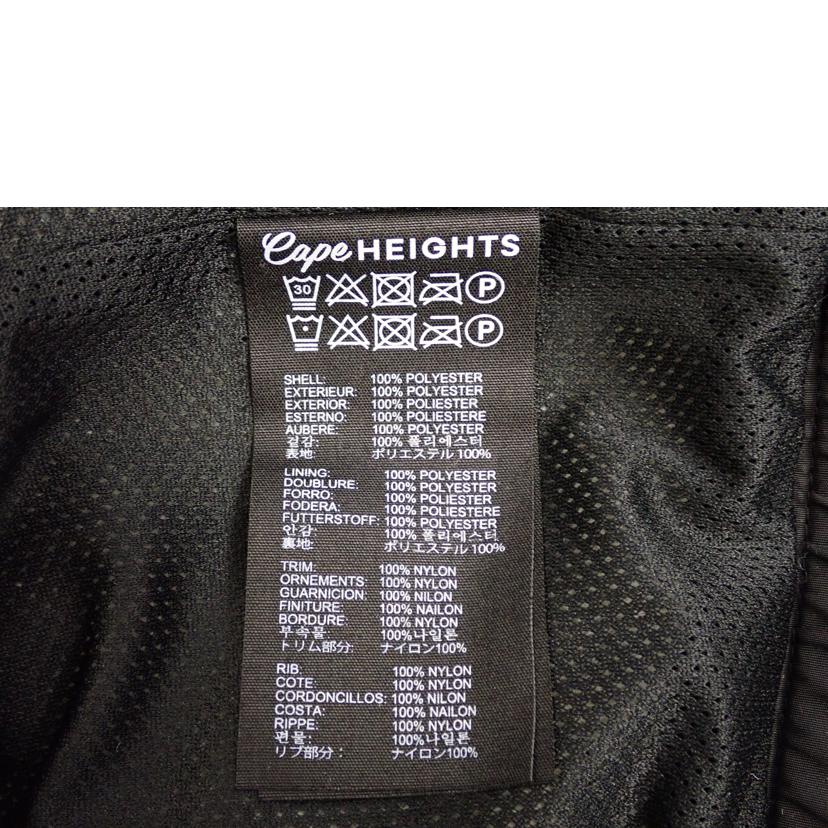 Cape HEIGHTS
30 P
P
SHELL: 100% POLYESTER
EXTERIEUR: 100% POLYESTER
EXTERIOR: 100% POLIESTER
ESTERNO: 100% POLIESTERE
AUBERE: 100% POLYESTER
겉감: 100% 폴리에스터
表地: ポリエステル 100%
LINING: 100% POLYESTER
DOUBLURE: 100% POLYESTER
FORRO: 100% POLIESTER
FODERA: 100% POLIESTERE
FUTTERSTOFF: 100% POLYESTER
안감: 100% 폴리에스터
裏地: ポリエステル 100%
TRIM: 100% NYLON
ORNEMENTS: 100% NYLON
GUARNICION: 100% NILON
FINITURE: 100% NAILON
BORDURE: 100% NYLON
부속물: 100%나일론
トリム部分: ナイロン100%
RIB: 100% NYLON
COTE: 100% NYLON
CORDONCILLOS: 100% NILON
COSTA: 100% NAILON
RIPPE: 100% NYLON
편물: 100%나일론
リブ部分: ナイロン100%